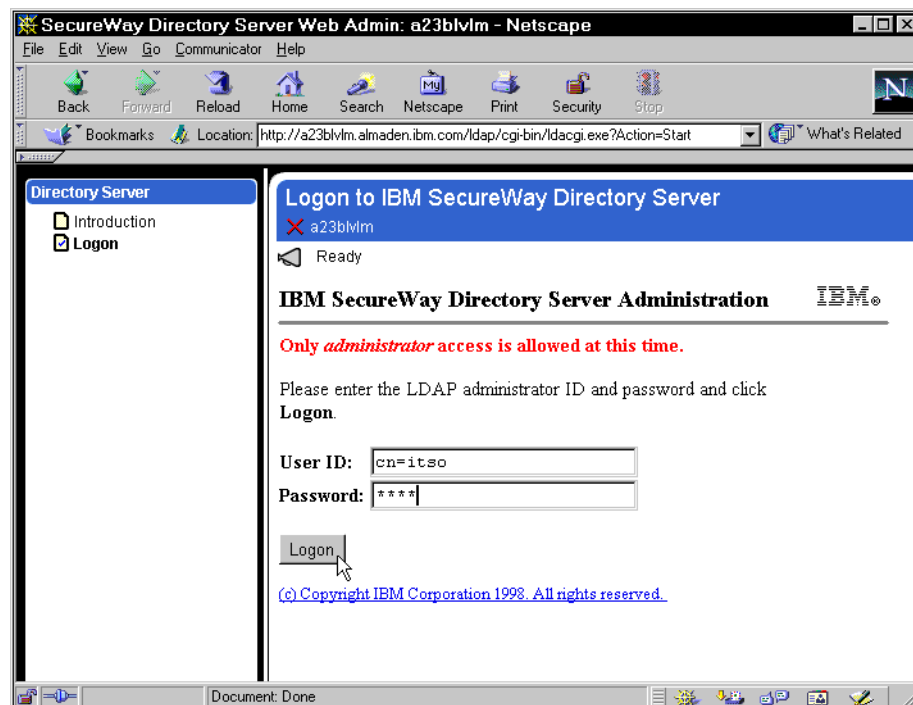 SecureWay Directory Server Web Admin: a23blvlm - Netscape
File Edit View Go Communicator Help
Back Forward Reload Home Search Netscape Print Security Stop
My
N
Bookmarks Location: http://a23blvlm.almaden.ibm.com/ldap/cgi-bin/ldacgi.exe?Action=Start What's Related
Directory Server
Introduction
Logon
Logon to IBM SecureWay Directory Server
a23blvlm
Ready
IBM SecureWay Directory Server Administration IBM®
Only administrator access is allowed at this time.
Please enter the LDAP administrator ID and password and click
Logon.
User ID: cn=itso
Password: ****
Logon
(c) Copyright IBM Corporation 1998. All rights reserved.
Document: Done